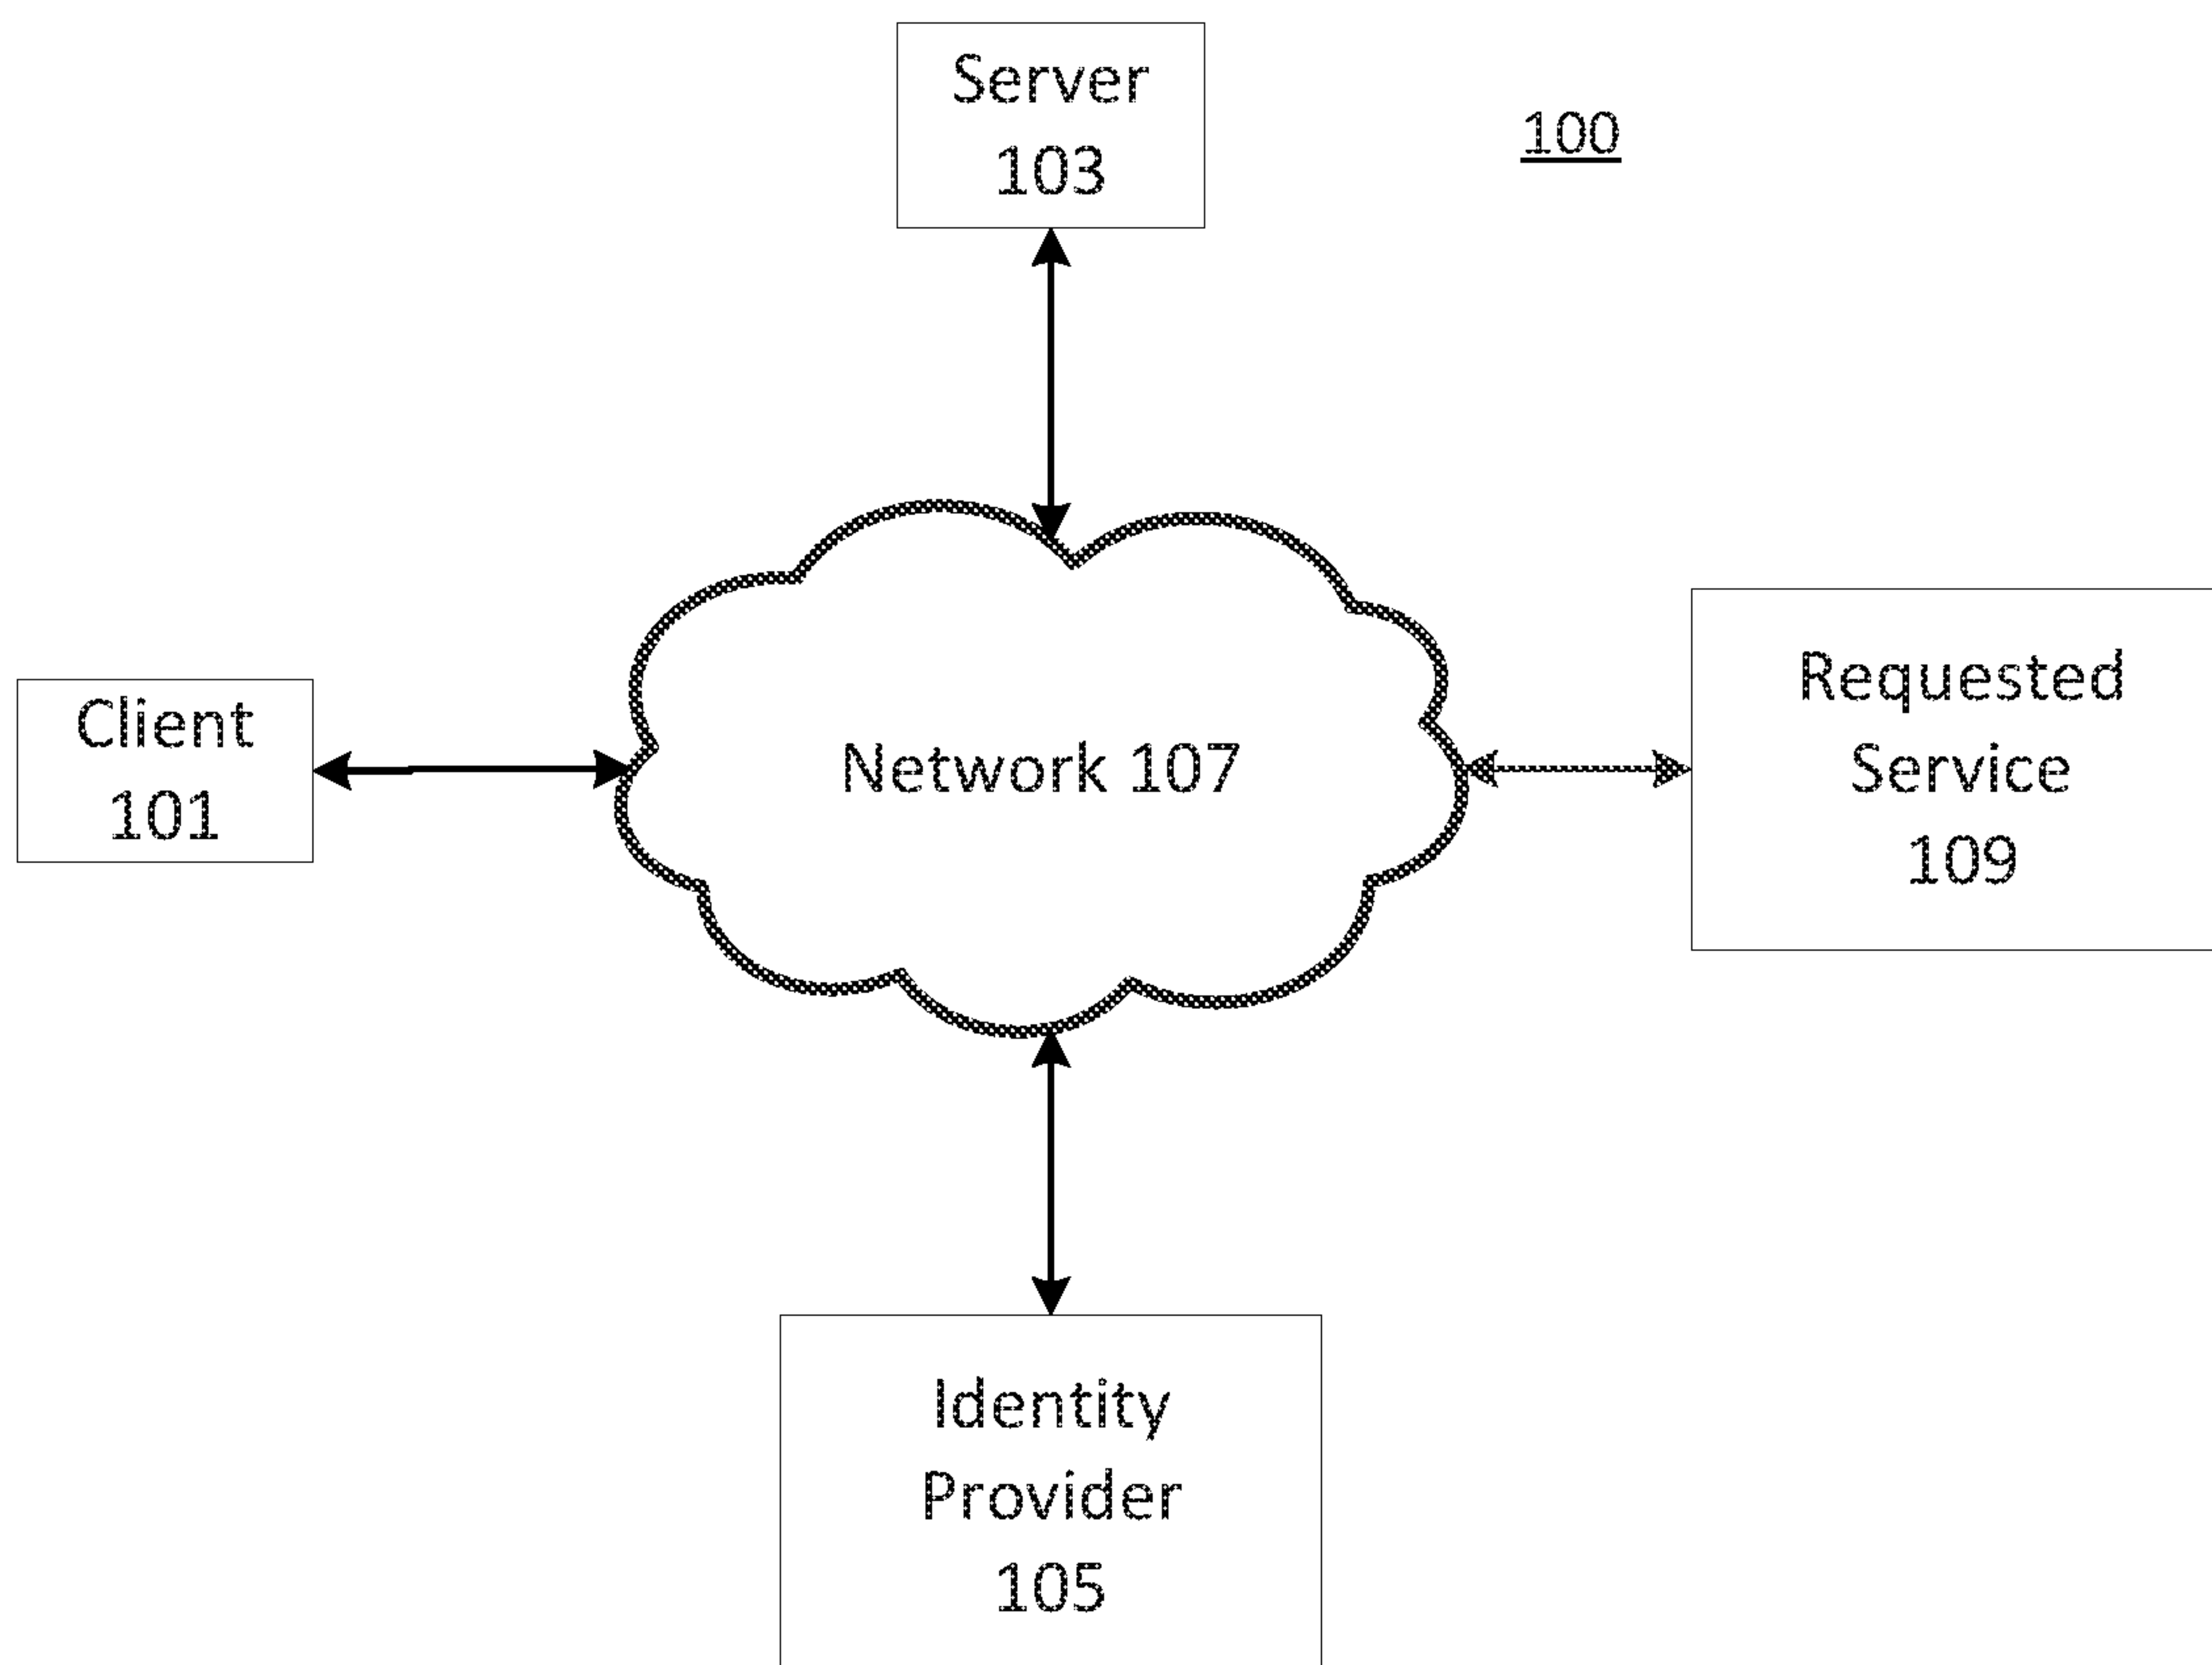 Server
103
100
Client
101
Network 107
Requested
Service
109
Identity
Provider
105